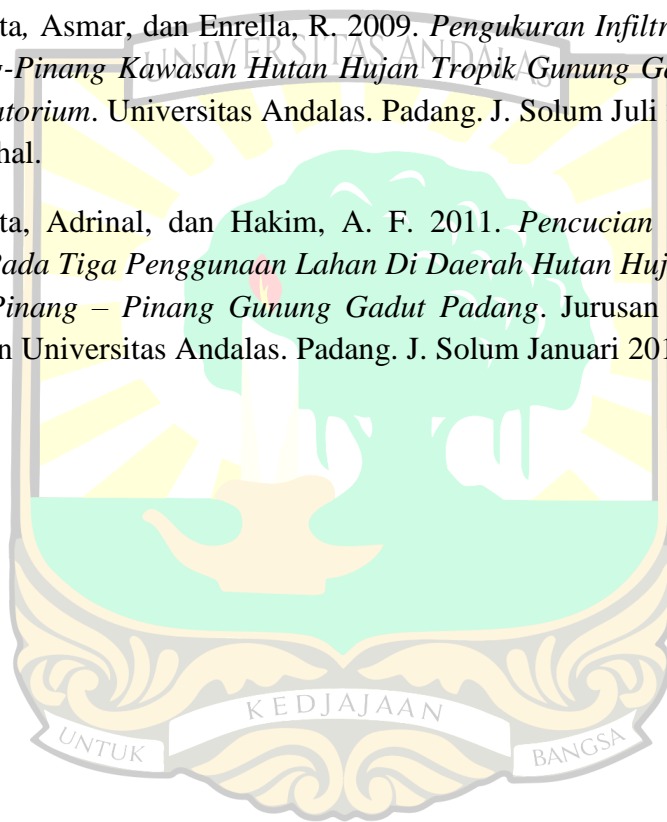 ta, Asmar, dan Enrella, R. 2009. Pengukuran Infiltr
g-Pinang Kawasan Hutan Hujan Tropik Gunung Ga
atorium. Universitas Andalas. Padang. J. Solum Juli
hal.
ta, Adrinal, dan Hakim, A. F. 2011. Pencucian
Pada Tiga Penggunaan Lahan Di Daerah Hutan Huj
Pinang – Pinang Gunung Gadut Padang. Jurusan
n Universitas Andalas. Padang. J. Solum Januari 201
UNIVERSITAS ANDALAS
KEDJAJAAN
UNTUK
BANGSA